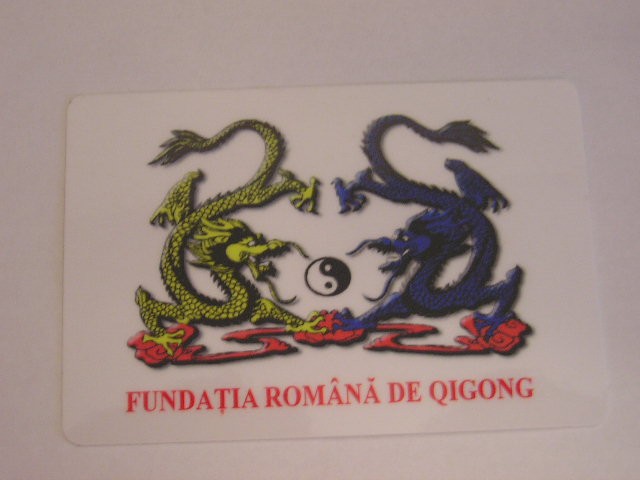 FUNDAȚIA ROMÂNĂ DE QIGONG